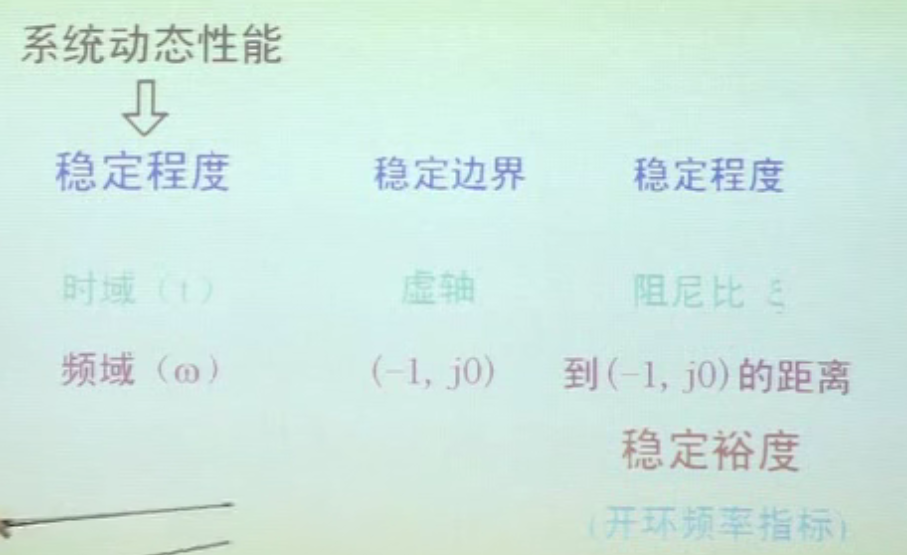 系统动态性能
稳定程度 稳定边界 稳定程度
时域（t） 虚轴 阻尼比 ξ
频域（ω） (-1, j0) 到(-1, j0)的距离
稳定裕度
(开环频率指标)